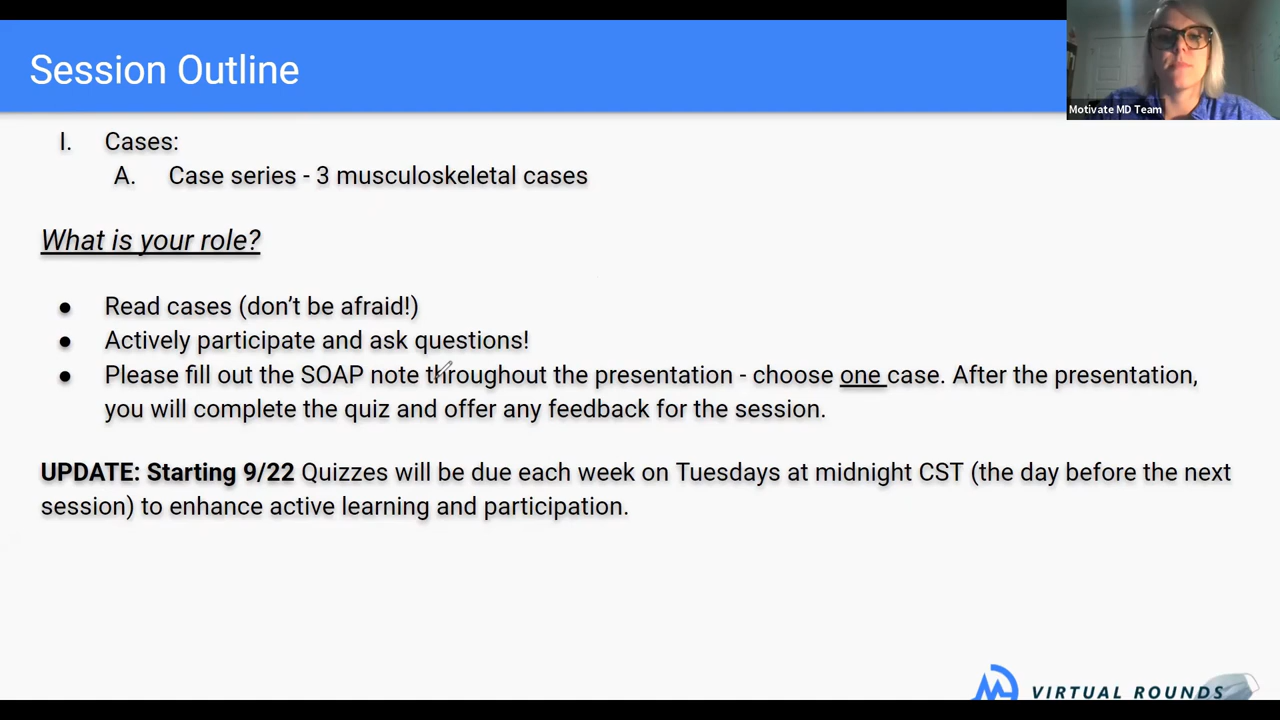 Session Outline
Motivate MD Team
I. Cases:
A. Case series - 3 musculoskeletal cases
What is your role?
● Read cases (don’t be afraid!)
● Actively participate and ask questions!
● Please fill out the SOAP note throughout the presentation - choose one case. After the presentation,
you will complete the quiz and offer any feedback for the session.
UPDATE: Starting 9/22 Quizzes will be due each week on Tuesdays at midnight CST (the day before the next
session) to enhance active learning and participation.
VIRTUAL ROUNDS